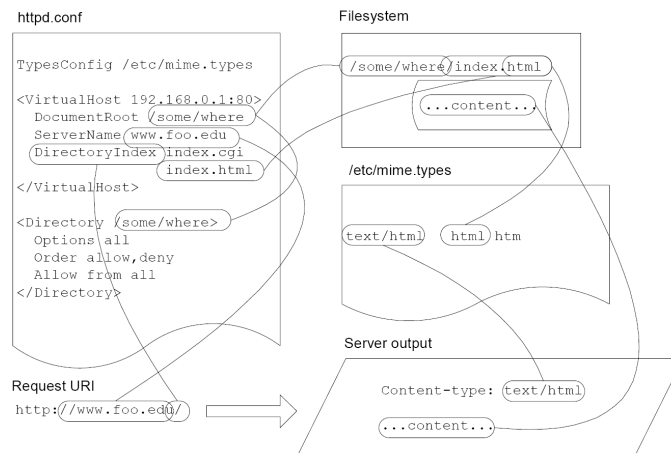 httpd.conf
TypesConfig /etc/mime.types
<VirtualHost 192.168.0.1:80>
DocumentRoot /some/where
ServerName www.foo.edu
DirectoryIndex index.cgi
index.html
</VirtualHost>
<Directory /some/where>
Options all
Order allow,deny
Allow from all
</Directory>
Request URI
http://www.foo.edu/
Filesystem
/some/where/index.html
...content...
/etc/mime.types
text/html html htm
Server output
Content-type: text/html
...content...